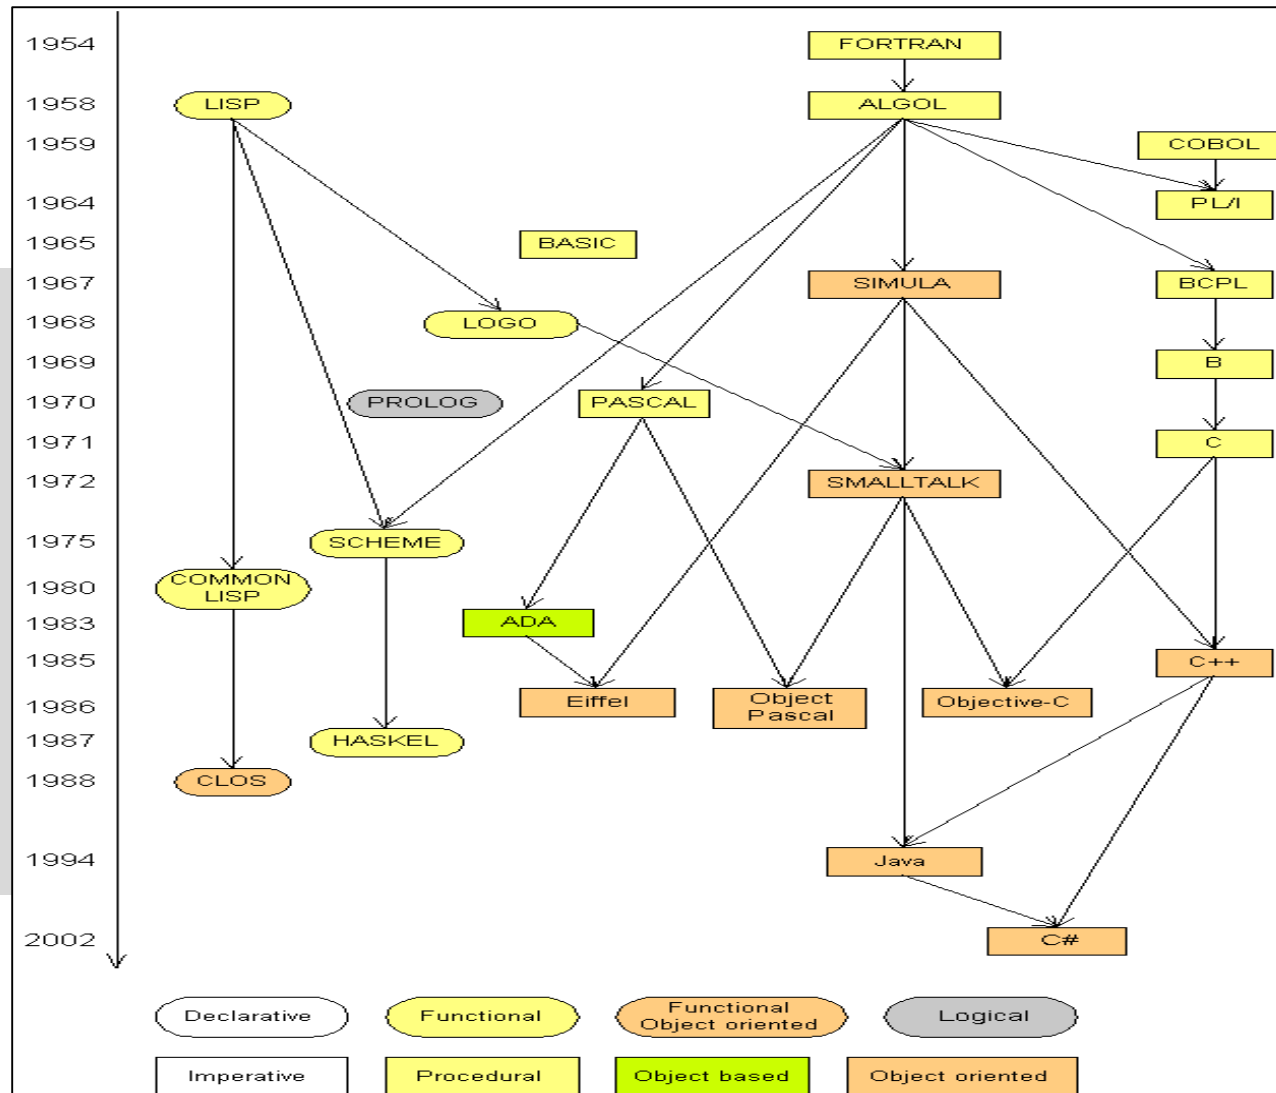 1954
FORTRAN
1958
LISP
ALGOL
1959
COBOL
1964
PL/I
1965
BASIC
1967
SIMULA
BCPL
1968
LOGO
1969
B
1970
PROLOG
PASCAL
1971
C
1972
SMALLTALK
1975
SCHEME
1980
COMMON
LISP
1983
ADA
1985
C++
1986
Eiffel
Object
Pascal
Objective-C
1987
HASKEL
1988
CLOS
1994
Java
2002
C#
Declarative
Functional
Functional
Object oriented
Logical
Imperative
Procedural
Object based
Object oriented